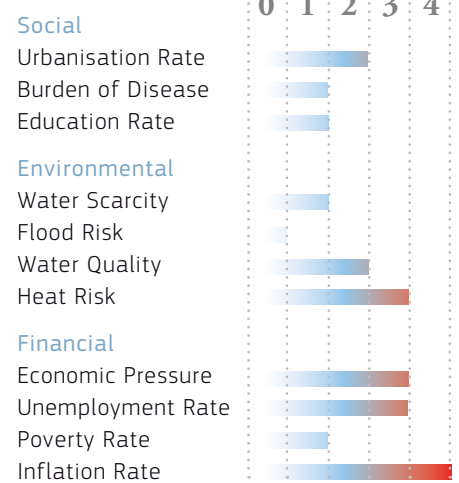 0 1 2 3 4
Social
Urbanisation Rate
Burden of Disease
Education Rate
Environmental
Water Scarcity
Flood Risk
Water Quality
Heat Risk
Financial
Economic Pressure
Unemployment Rate
Poverty Rate
Inflation Rate